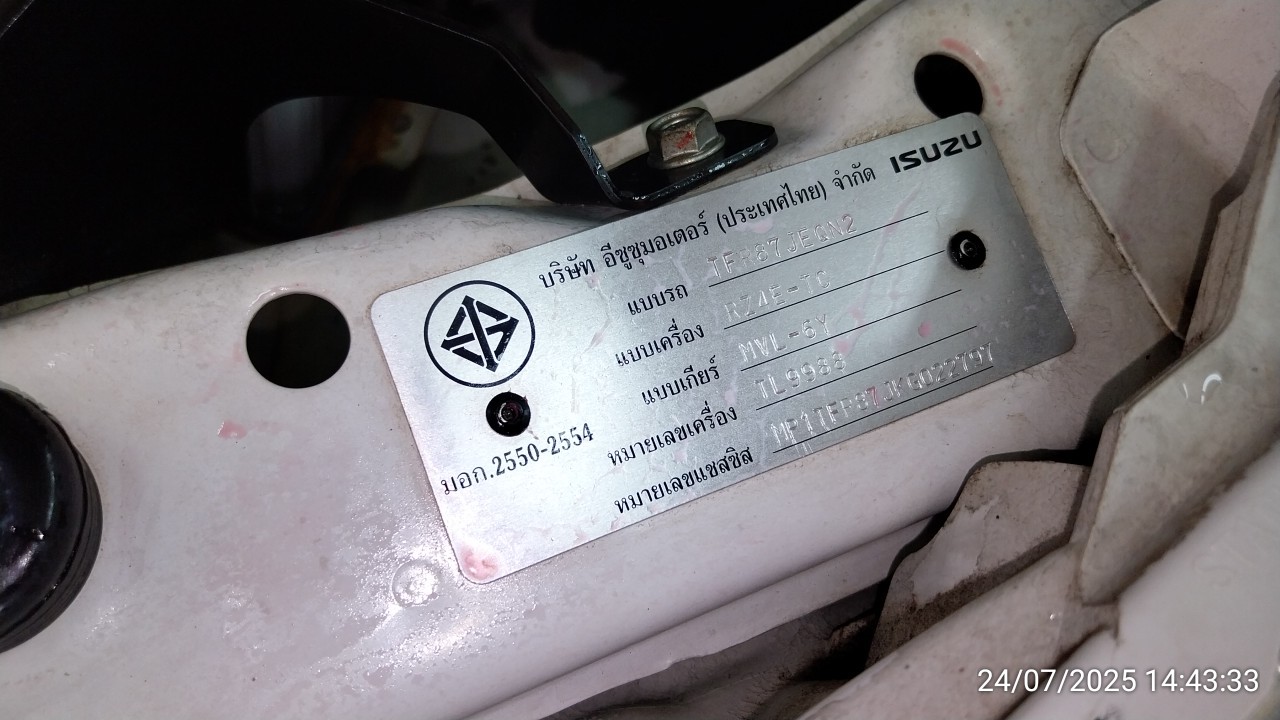 บริษัท อีซูซุมอเตอร์ (ประเทศไทย) จำกัด ISUZU
แบบรถ TFR87JEQN2
แบบเครื่อง RZ4E-TC
แบบเกียร์ MVL-6Y
หมายเลขเครื่อง TL9988
มอก.2550-2554
หมายเลขแชสซิส MP1TFR87JKG022797
24/07/2025 14:43:33